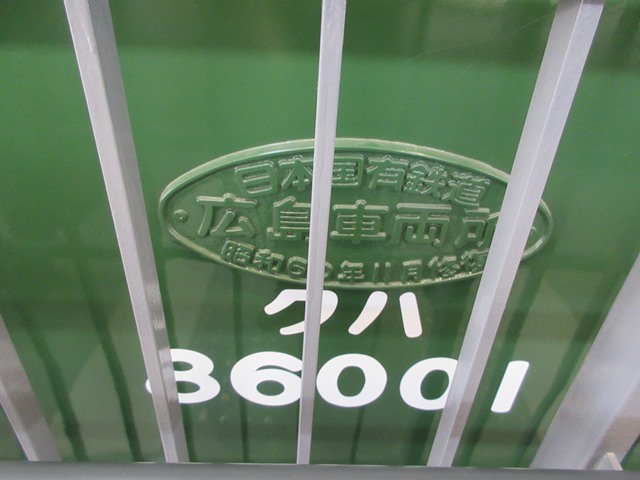 日本国有鉄道
広島車両所
昭和60年11月修得
クハ
86001